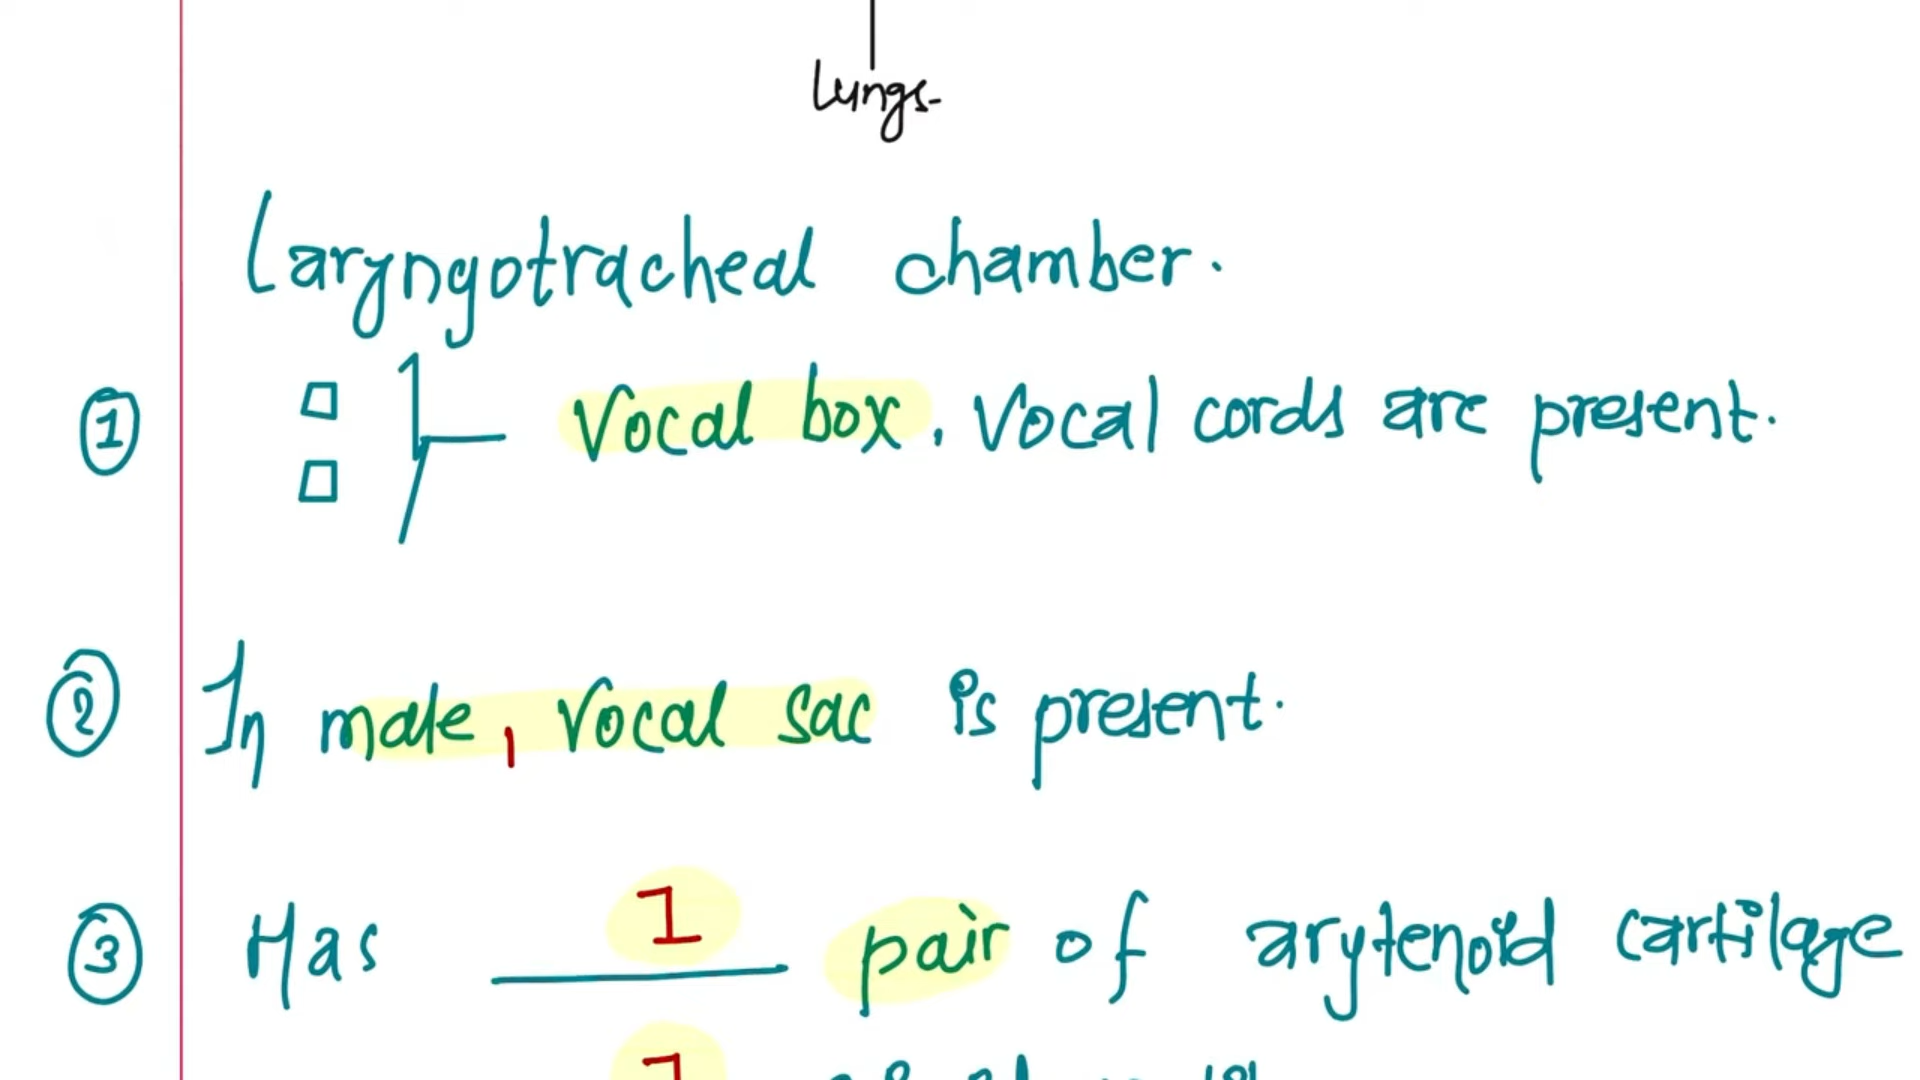 Lungs-
Laryngotracheal chamber.
① Vocal box, Vocal cords are present.
② In male, Vocal sac is present.
③ Has 1 pair of arytenoid cartilage
1